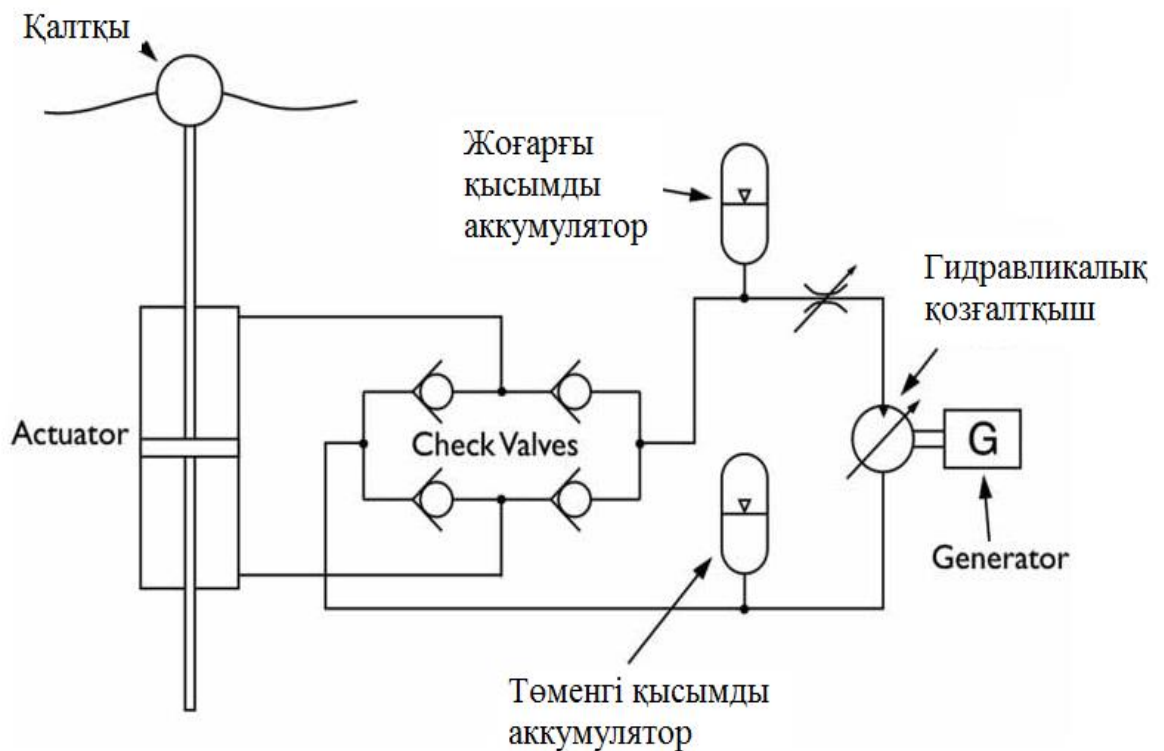 Қалтқы
Жоғарғы
қысымды
аккумулятор
Гидравликалық
қозғалтқыш
Actuator
Check Valves
G
Generator
Төменгі қысымды
аккумулятор